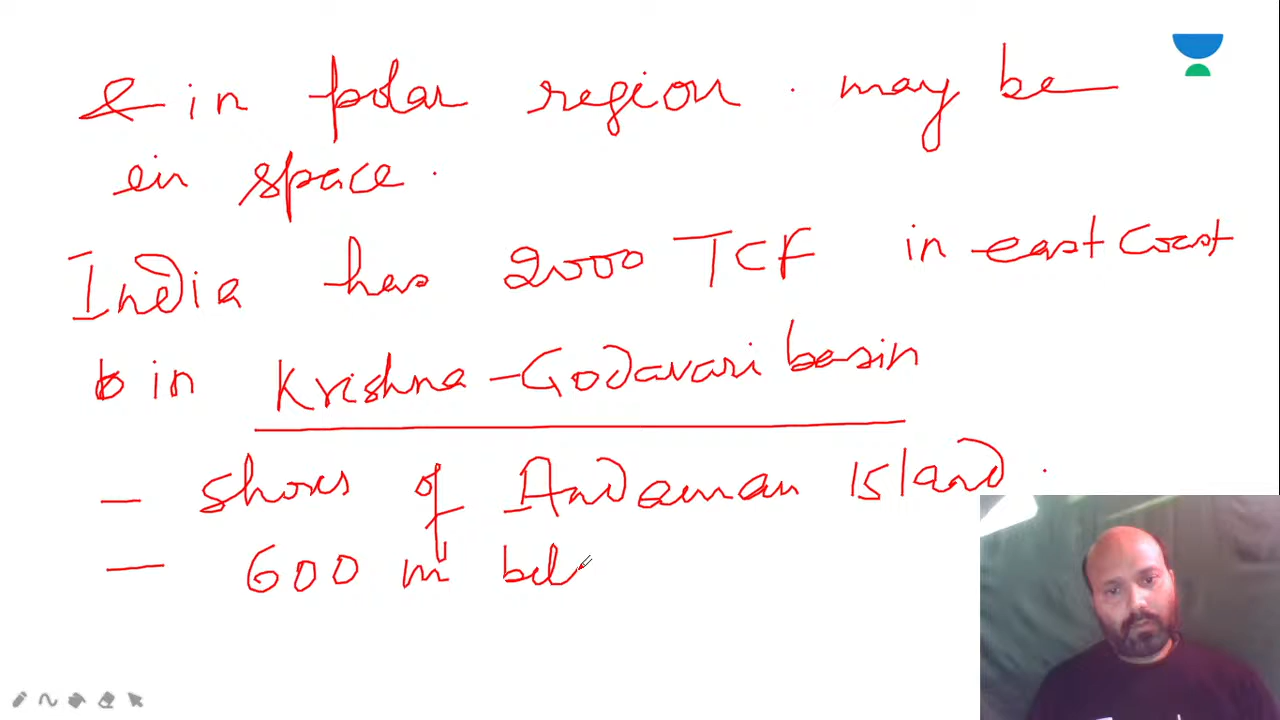 & in polar region. may be
in space.
India has 2000 TCF in east coast
in Krishna-Godavari basin
- shores of Andaman Island.
- 600 m bel